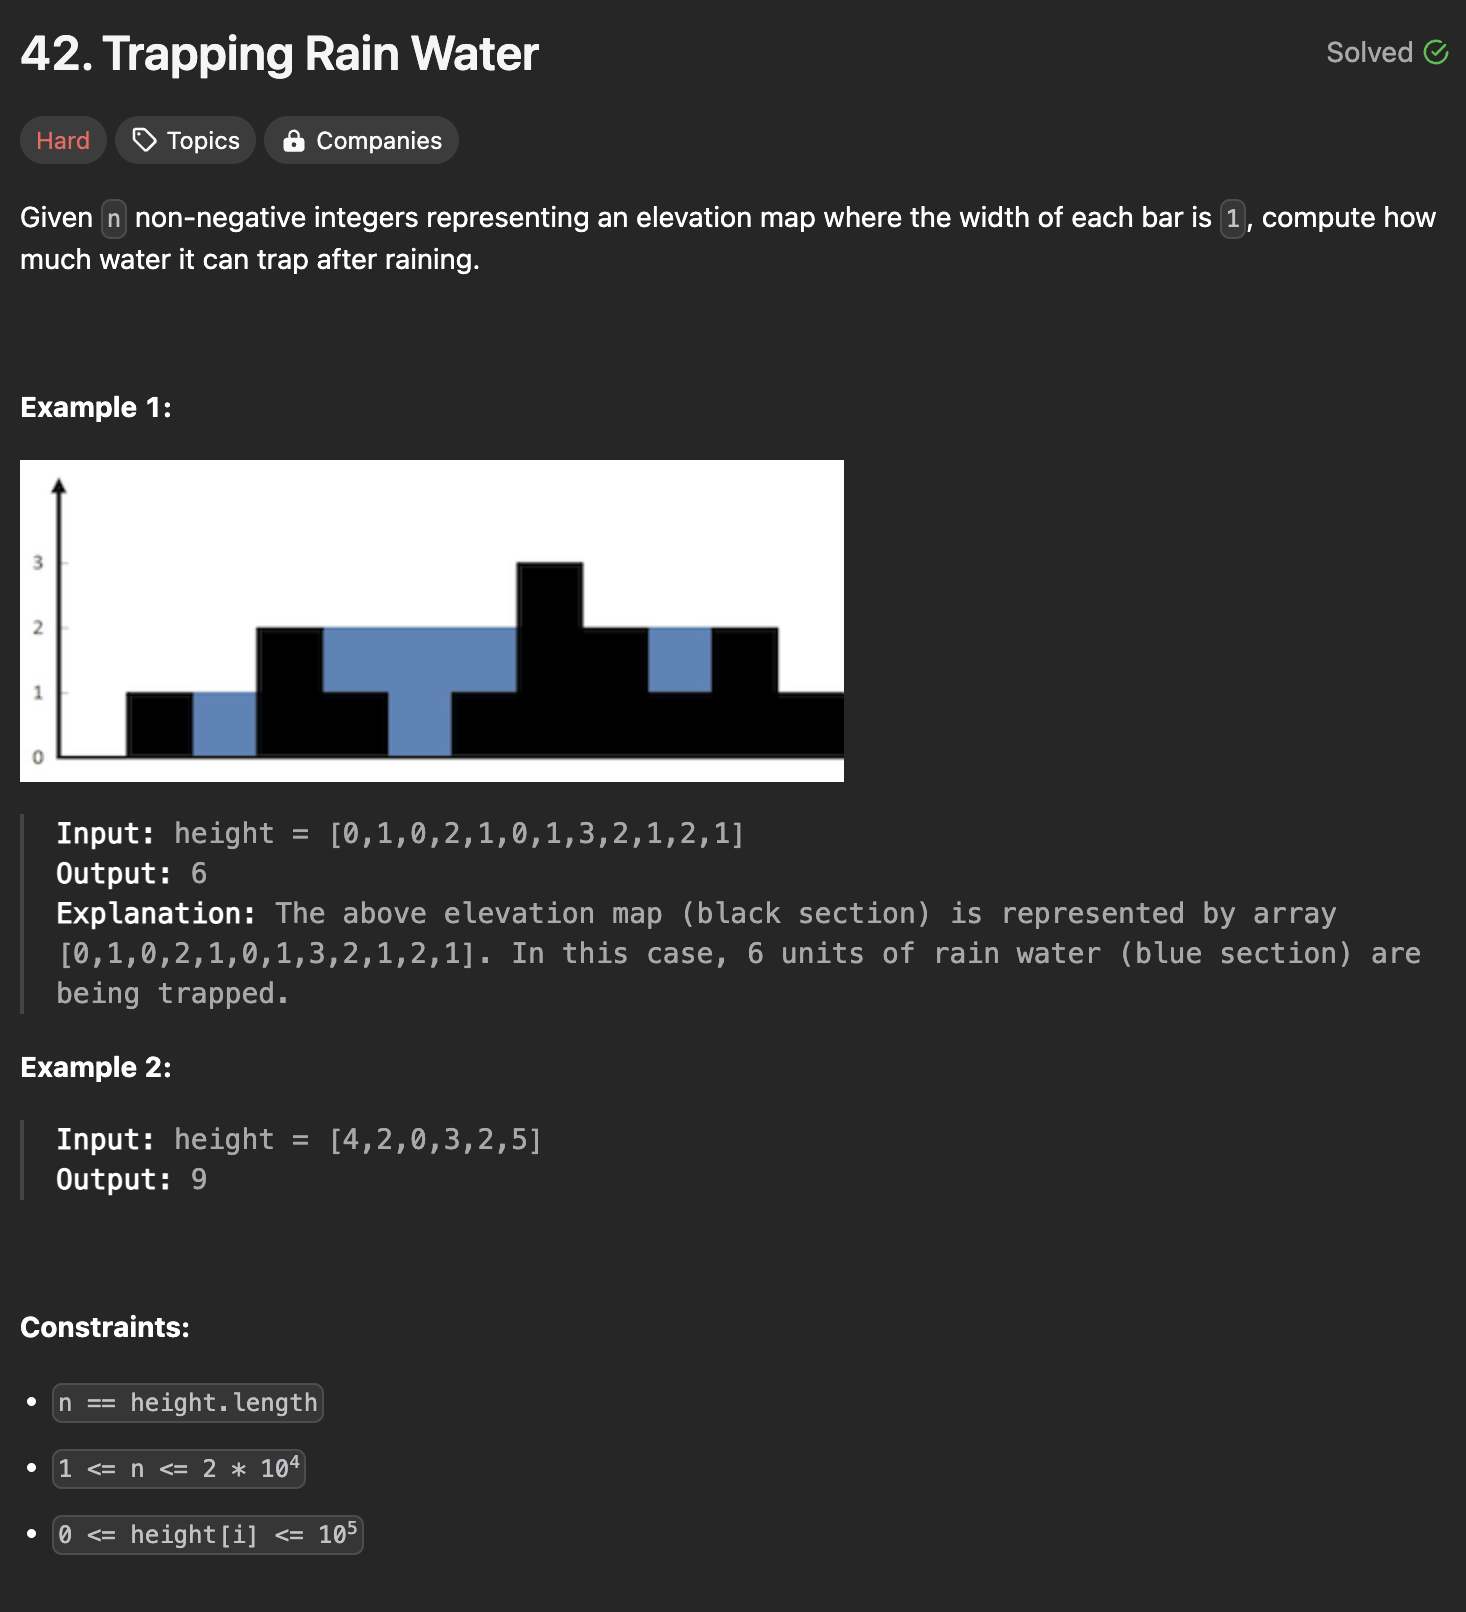 42. Trapping Rain Water
Solved
Hard
Topics
Companies
Given n non-negative integers representing an elevation map where the width of each bar is 1, compute how
much water it can trap after raining.
Example 1:
3
2
1
0
Input: height = [0,1,0,2,1,0,1,3,2,1,2,1]
Output: 6
Explanation: The above elevation map (black section) is represented by array
[0,1,0,2,1,0,1,3,2,1,2,1]. In this case, 6 units of rain water (blue section) are
being trapped.
Example 2:
Input: height = [4,2,0,3,2,5]
Output: 9
Constraints:
• n == height.length
• 1 <= n <= 2 * 10⁴
• 0 <= height[i] <= 10⁵